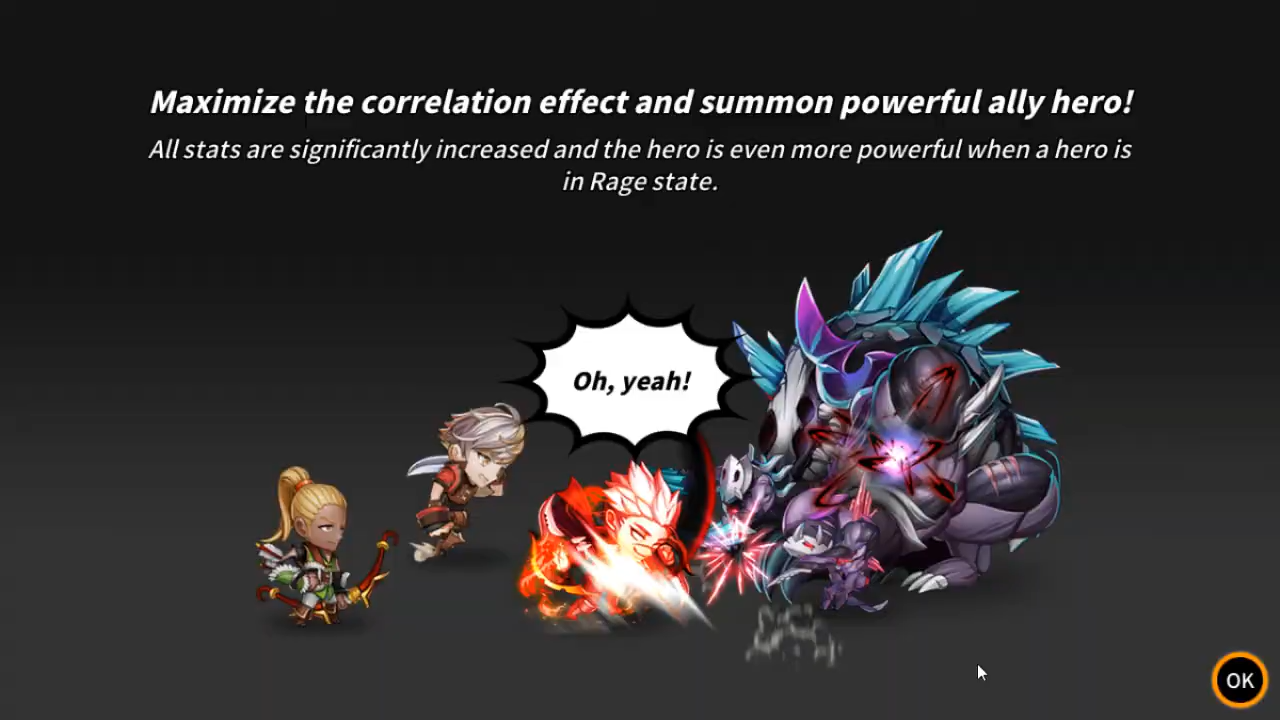 Maximize the correlation effect and summon powerful ally hero!
All stats are significantly increased and the hero is even more powerful when a hero is
in Rage state.
Oh, yeah!
OK